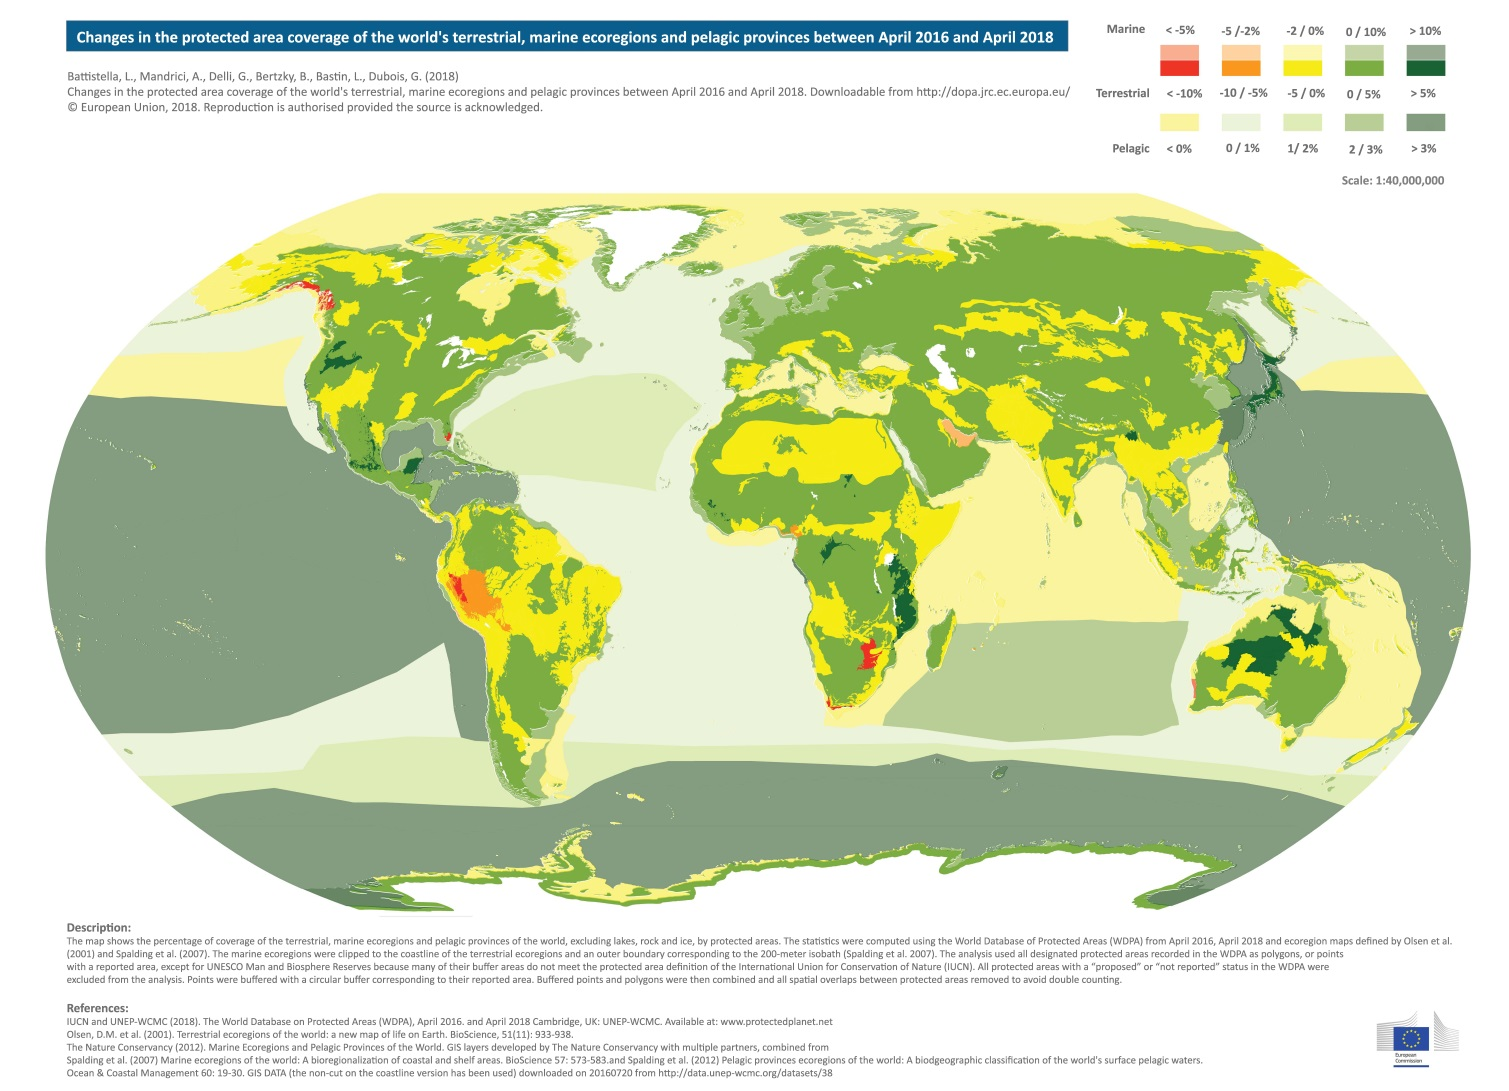 Changes in the protected area coverage of the world's terrestrial, marine ecoregions and pelagic provinces between April 2016 and April 2018
Battistella, L., Mandrici, A., Delli, G., Bertzky, B., Bastin, L., Dubois, G. (2018)
Changes in the protected area coverage of the world's terrestrial, marine ecoregions and pelagic provinces between April 2016 and April 2018. Downloadable from http://dopa.jrc.ec.europa.eu/
© European Union, 2018. Reproduction is authorised provided the source is acknowledged.
Marine < -5% -5 /-2% -2 / 0% 0 / 10% > 10%
Terrestrial < -10% -10 / -5% -5 / 0% 0 / 5% > 5%
Pelagic < 0% 0 / 1% 1/ 2% 2 / 3% > 3%
Scale: 1:40,000,000
Description:
The map shows the percentage of coverage of the terrestrial, marine ecoregions and pelagic provinces of the world, excluding lakes, rock and ice, by protected areas. The statistics were computed using the World Database of Protected Areas (WDPA) from April 2016, April 2018 and ecoregion maps defined by Olsen et al.
(2001) and Spalding et al. (2007). The marine ecoregions were clipped to the coastline of the terrestrial ecoregions and an outer boundary corresponding to the 200-meter isobath (Spalding et al. 2007). The analysis used all designated protected areas recorded in the WDPA as polygons, or points
with a reported area, except for UNESCO Man and Biosphere Reserves because many of their buffer areas do not meet the protected area definition of the International Union for Conservation of Nature (IUCN). All protected areas with a "proposed" or "not reported" status in the WDPA were
excluded from the analysis. Points were buffered with a circular buffer corresponding to their reported area. Buffered points and polygons were then combined and all spatial overlaps between protected areas removed to avoid double counting.
References:
IUCN and UNEP-WCMC (2018). The World Database on Protected Areas (WDPA), April 2016. and April 2018 Cambridge, UK: UNEP-WCMC. Available at: www.protectedplanet.net
Olsen, D.M. et al. (2001). Terrestrial ecoregions of the world: a new map of life on Earth. BioScience, 51(11): 933-938.
The Nature Conservancy (2012). Marine Ecoregions and Pelagic Provinces of the World. GIS layers developed by The Nature Conservancy with multiple partners, combined from
Spalding et al. (2007) Marine ecoregions of the world: A bioregionalization of coastal and shelf areas. BioScience 57: 573-583.and Spalding et al. (2012) Pelagic provinces ecoregions of the world: A biodgeographic classification of the world's surface pelagic waters.
Ocean & Coastal Management 60: 19-30. GIS DATA (the non-cut on the coastline version has been used) downloaded on 20160720 from http://data.unep-wcmc.org/datasets/38
European
Commission